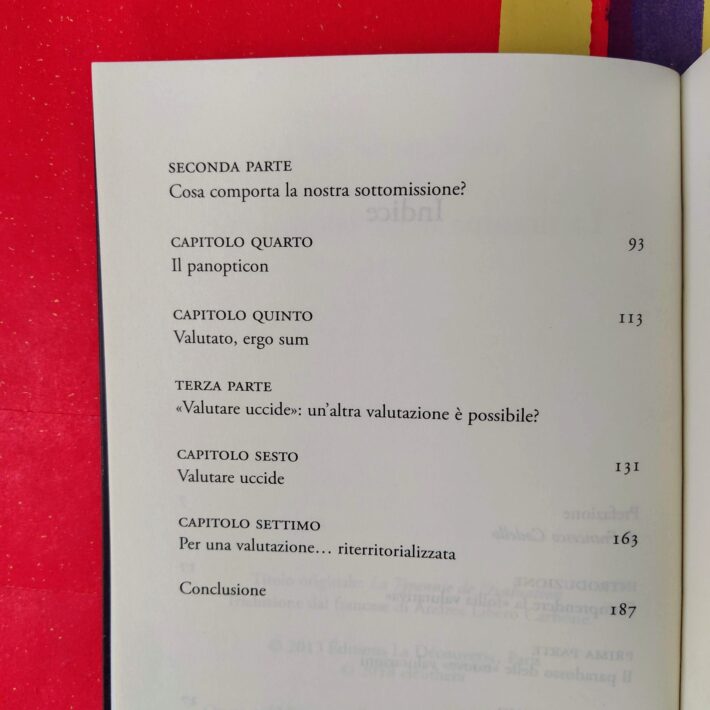 SECONDA PARTE
Cosa comporta la nostra sottomissione?
CAPITOLO QUARTO 93
Il panopticon
CAPITOLO QUINTO 113
Valutato, ergo sum
TERZA PARTE
«Valutare uccide»: un'altra valutazione è possibile?
CAPITOLO SESTO 131
Valutare uccide
CAPITOLO SETTIMO 163
Per una valutazione… riterritorializzata
Conclusione 187